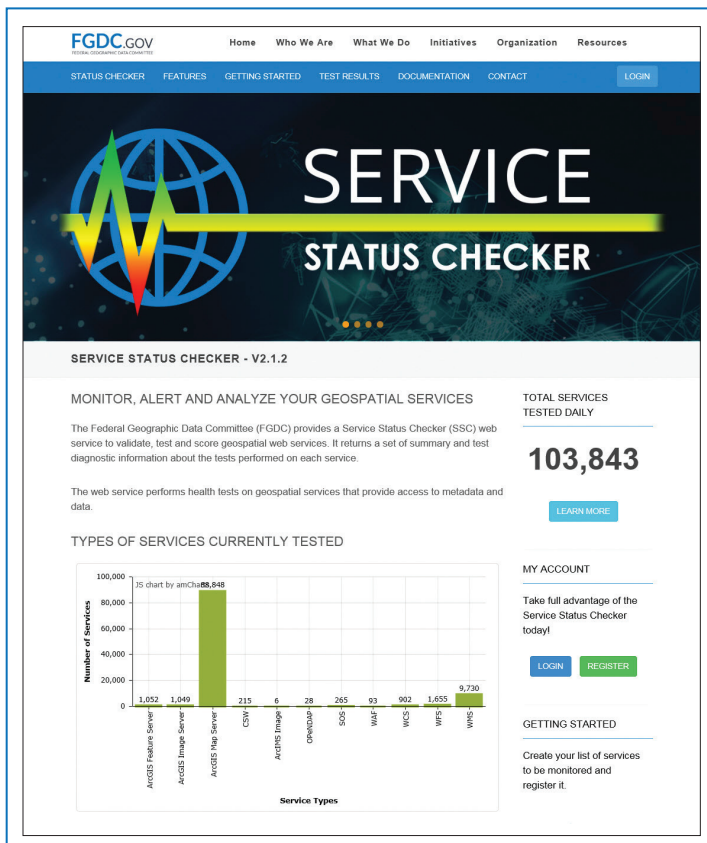 FGDC.GOV
FEDERAL GEOGRAPHIC DATA COMMITTEE
Home Who We Are What We Do Initiatives Organization Resources
STATUS CHECKER FEATURES GETTING STARTED TEST RESULTS DOCUMENTATION CONTACT LOGIN
SERVICE
STATUS CHECKER
SERVICE STATUS CHECKER - V2.1.2
MONITOR, ALERT AND ANALYZE YOUR GEOSPATIAL SERVICES
The Federal Geographic Data Committee (FGDC) provides a Service Status Checker (SSC) web
service to validate, test and score geospatial web services. It returns a set of summary and test
diagnostic information about the tests performed on each service.
The web service performs health tests on geospatial services that provide access to metadata and
data.
TYPES OF SERVICES CURRENTLY TESTED
JS chart by amCha
100,000
80,000
60,000
40,000
20,000
0
Number of Services
1,052
1,049
88,848
215
6
28
265
93
902
1,655
9,730
ArcGIS Feature Server
ArcGIS Image Server
ArcGIS Map Server
CSW
ArcIMS Image
OPeNDAP
SOS
WAF
WCS
WFS
WMS
Service Types
TOTAL SERVICES
TESTED DAILY
103,843
LEARN MORE
MY ACCOUNT
Take full advantage of the
Service Status Checker
today!
LOGIN REGISTER
GETTING STARTED
Create your list of services
to be monitored and
register it.